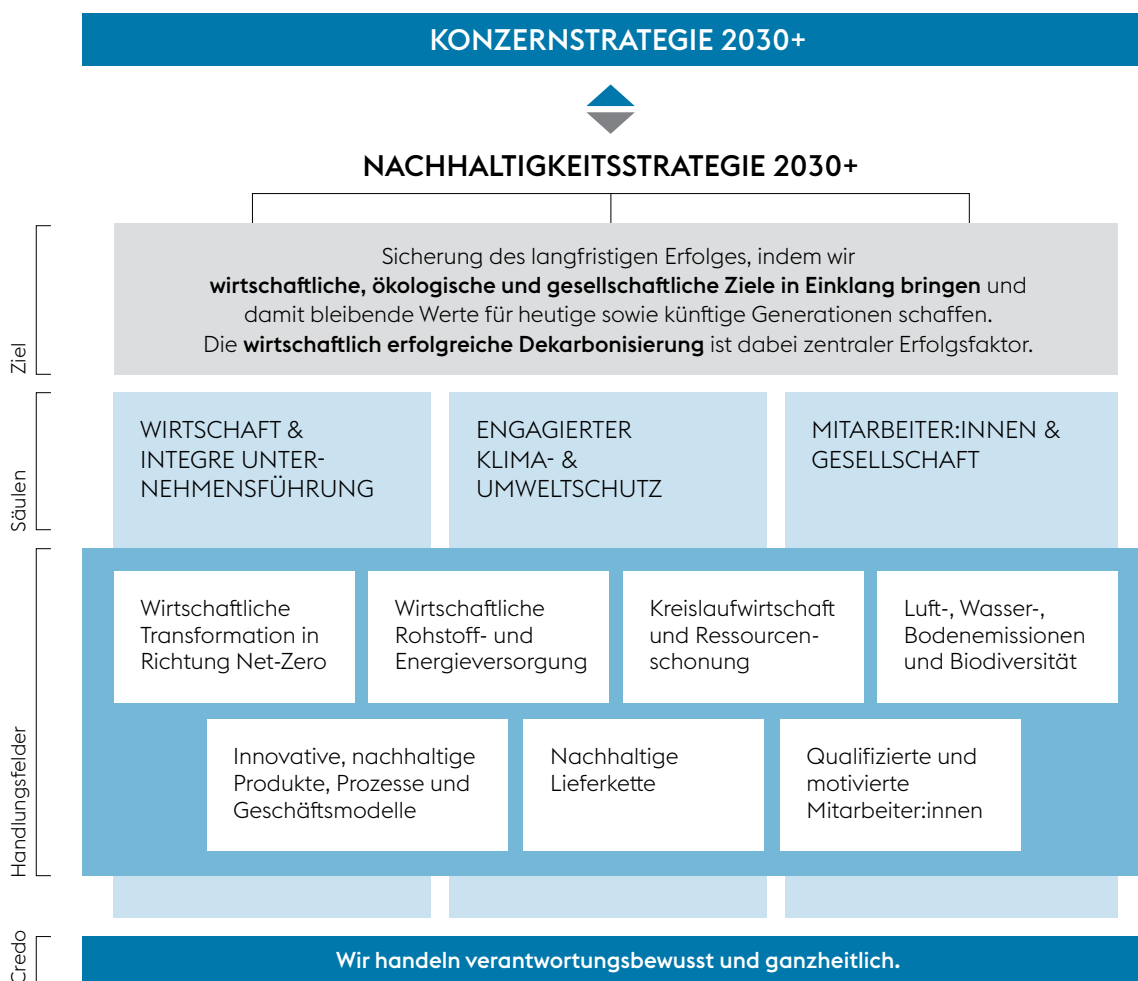 KONZERNSTRATEGIE 2030+
NACHHALTIGKEITSSTRATEGIE 2030+
Ziel
Sicherung des langfristigen Erfolges, indem wir
wirtschaftliche, ökologische und gesellschaftliche Ziele in Einklang bringen und
damit bleibende Werte für heutige sowie künftige Generationen schaffen.
Die wirtschaftlich erfolgreiche Dekarbonisierung ist dabei zentraler Erfolgsfaktor.
Säulen
WIRTSCHAFT &
INTEGRE UNTER-
NEHMENSFÜHRUNG
ENGAGIERTER
KLIMA- &
UMWELTSCHUTZ
MITARBEITER:INNEN &
GESELLSCHAFT
Handlungsfelder
Wirtschaftliche
Transformation in
Richtung Net-Zero
Wirtschaftliche
Rohstoff- und
Energieversorgung
Kreislaufwirtschaft
und Ressourcen-
schonung
Luft-, Wasser-,
Bodenemissionen
und Biodiversität
Innovative, nachhaltige
Produkte, Prozesse und
Geschäftsmodelle
Nachhaltige
Lieferkette
Qualifizierte und
motivierte
Mitarbeiter:innen
Credo
Wir handeln verantwortungsbewusst und ganzheitlich.